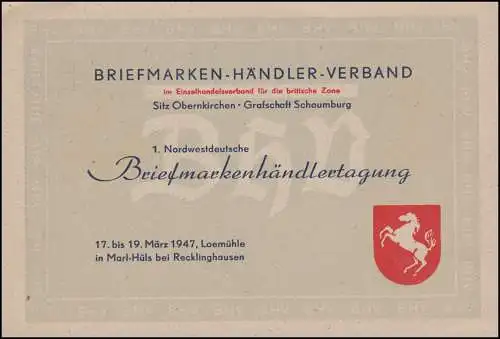 BRIEFMARKEN-HÄNDLER-VERBAND
im Einzelhandelsverband für die britische Zone
Sitz Obernkirchen · Grafschaft Schaumburg
BhV
1. Nordwestdeutsche
Briefmarkenhändlertagung
17. bis 19. März 1947, Loemühle
in Marl-Hüls bei Recklinghausen